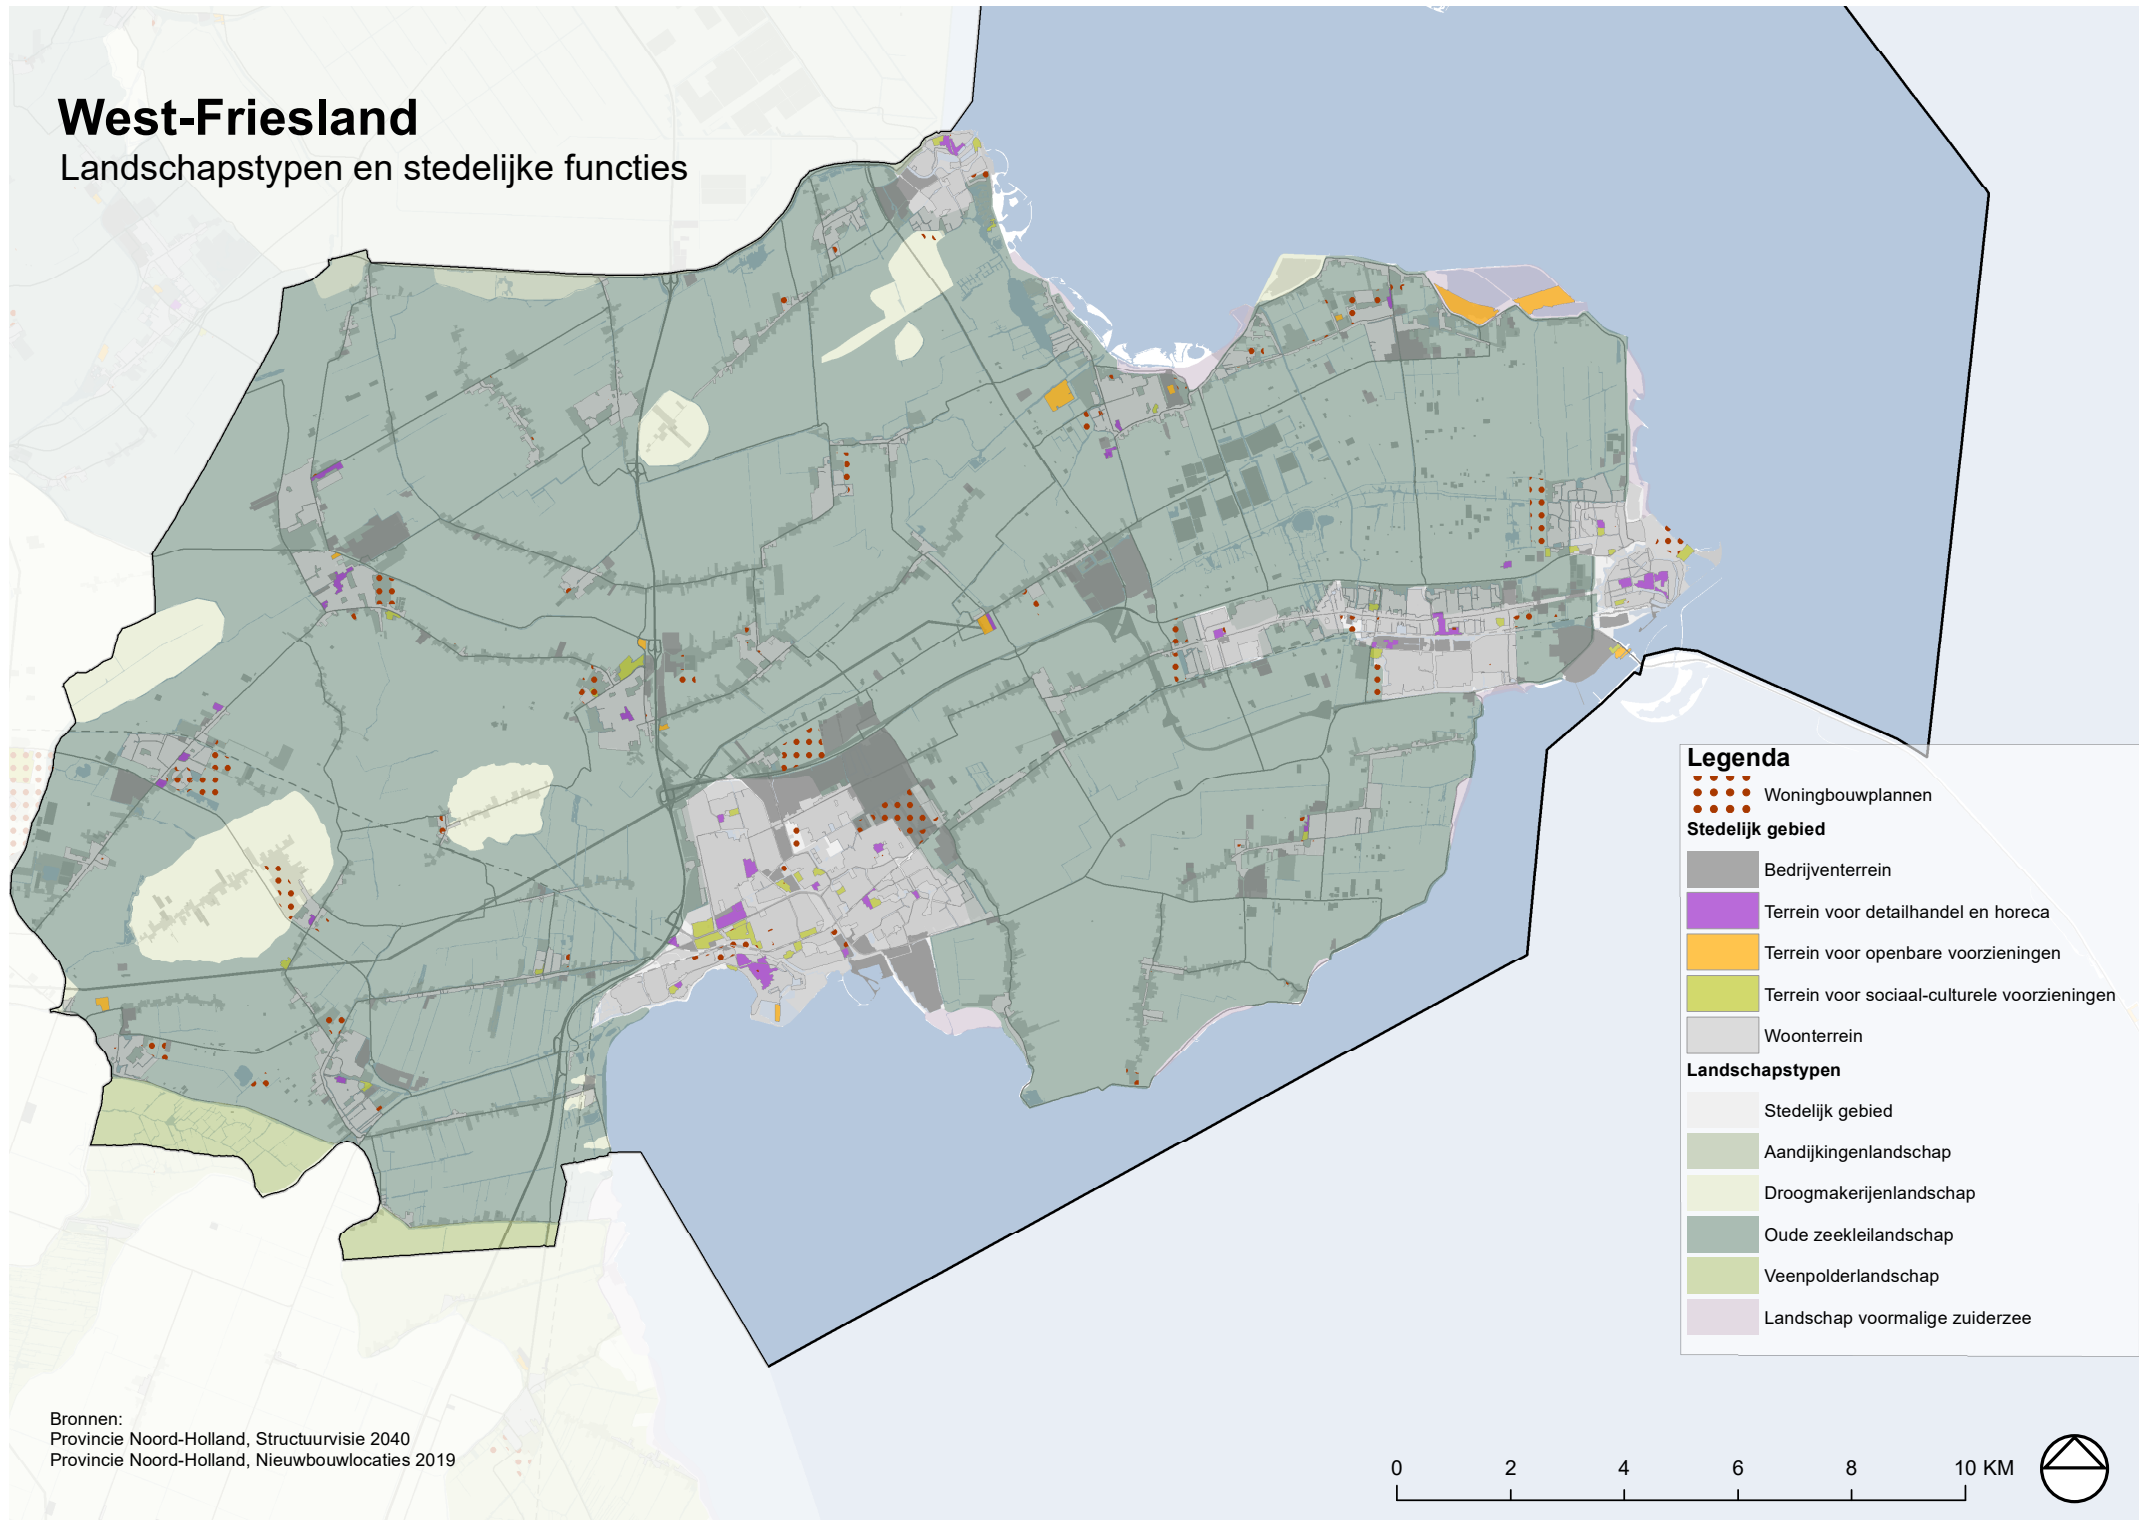 West-Friesland
Landschapstypen en stedelijke functies
Legenda
Woningbouwplannen
Stedelijk gebied
Bedrijventerrein
Terrein voor detailhandel en horeca
Terrein voor openbare voorzieningen
Terrein voor sociaal-culturele voorzieningen
Woonterrein
Landschapstypen
Stedelijk gebied
Aandijkingenlandschap
Droogmakerijenlandschap
Oude zeekleilandschap
Veenpolderlandschap
Landschap voormalige zuiderzee
Bronnen:
Provincie Noord-Holland, Structuurvisie 2040
Provincie Noord-Holland, Nieuwbouwlocaties 2019
0 2 4 6 8 10 KM